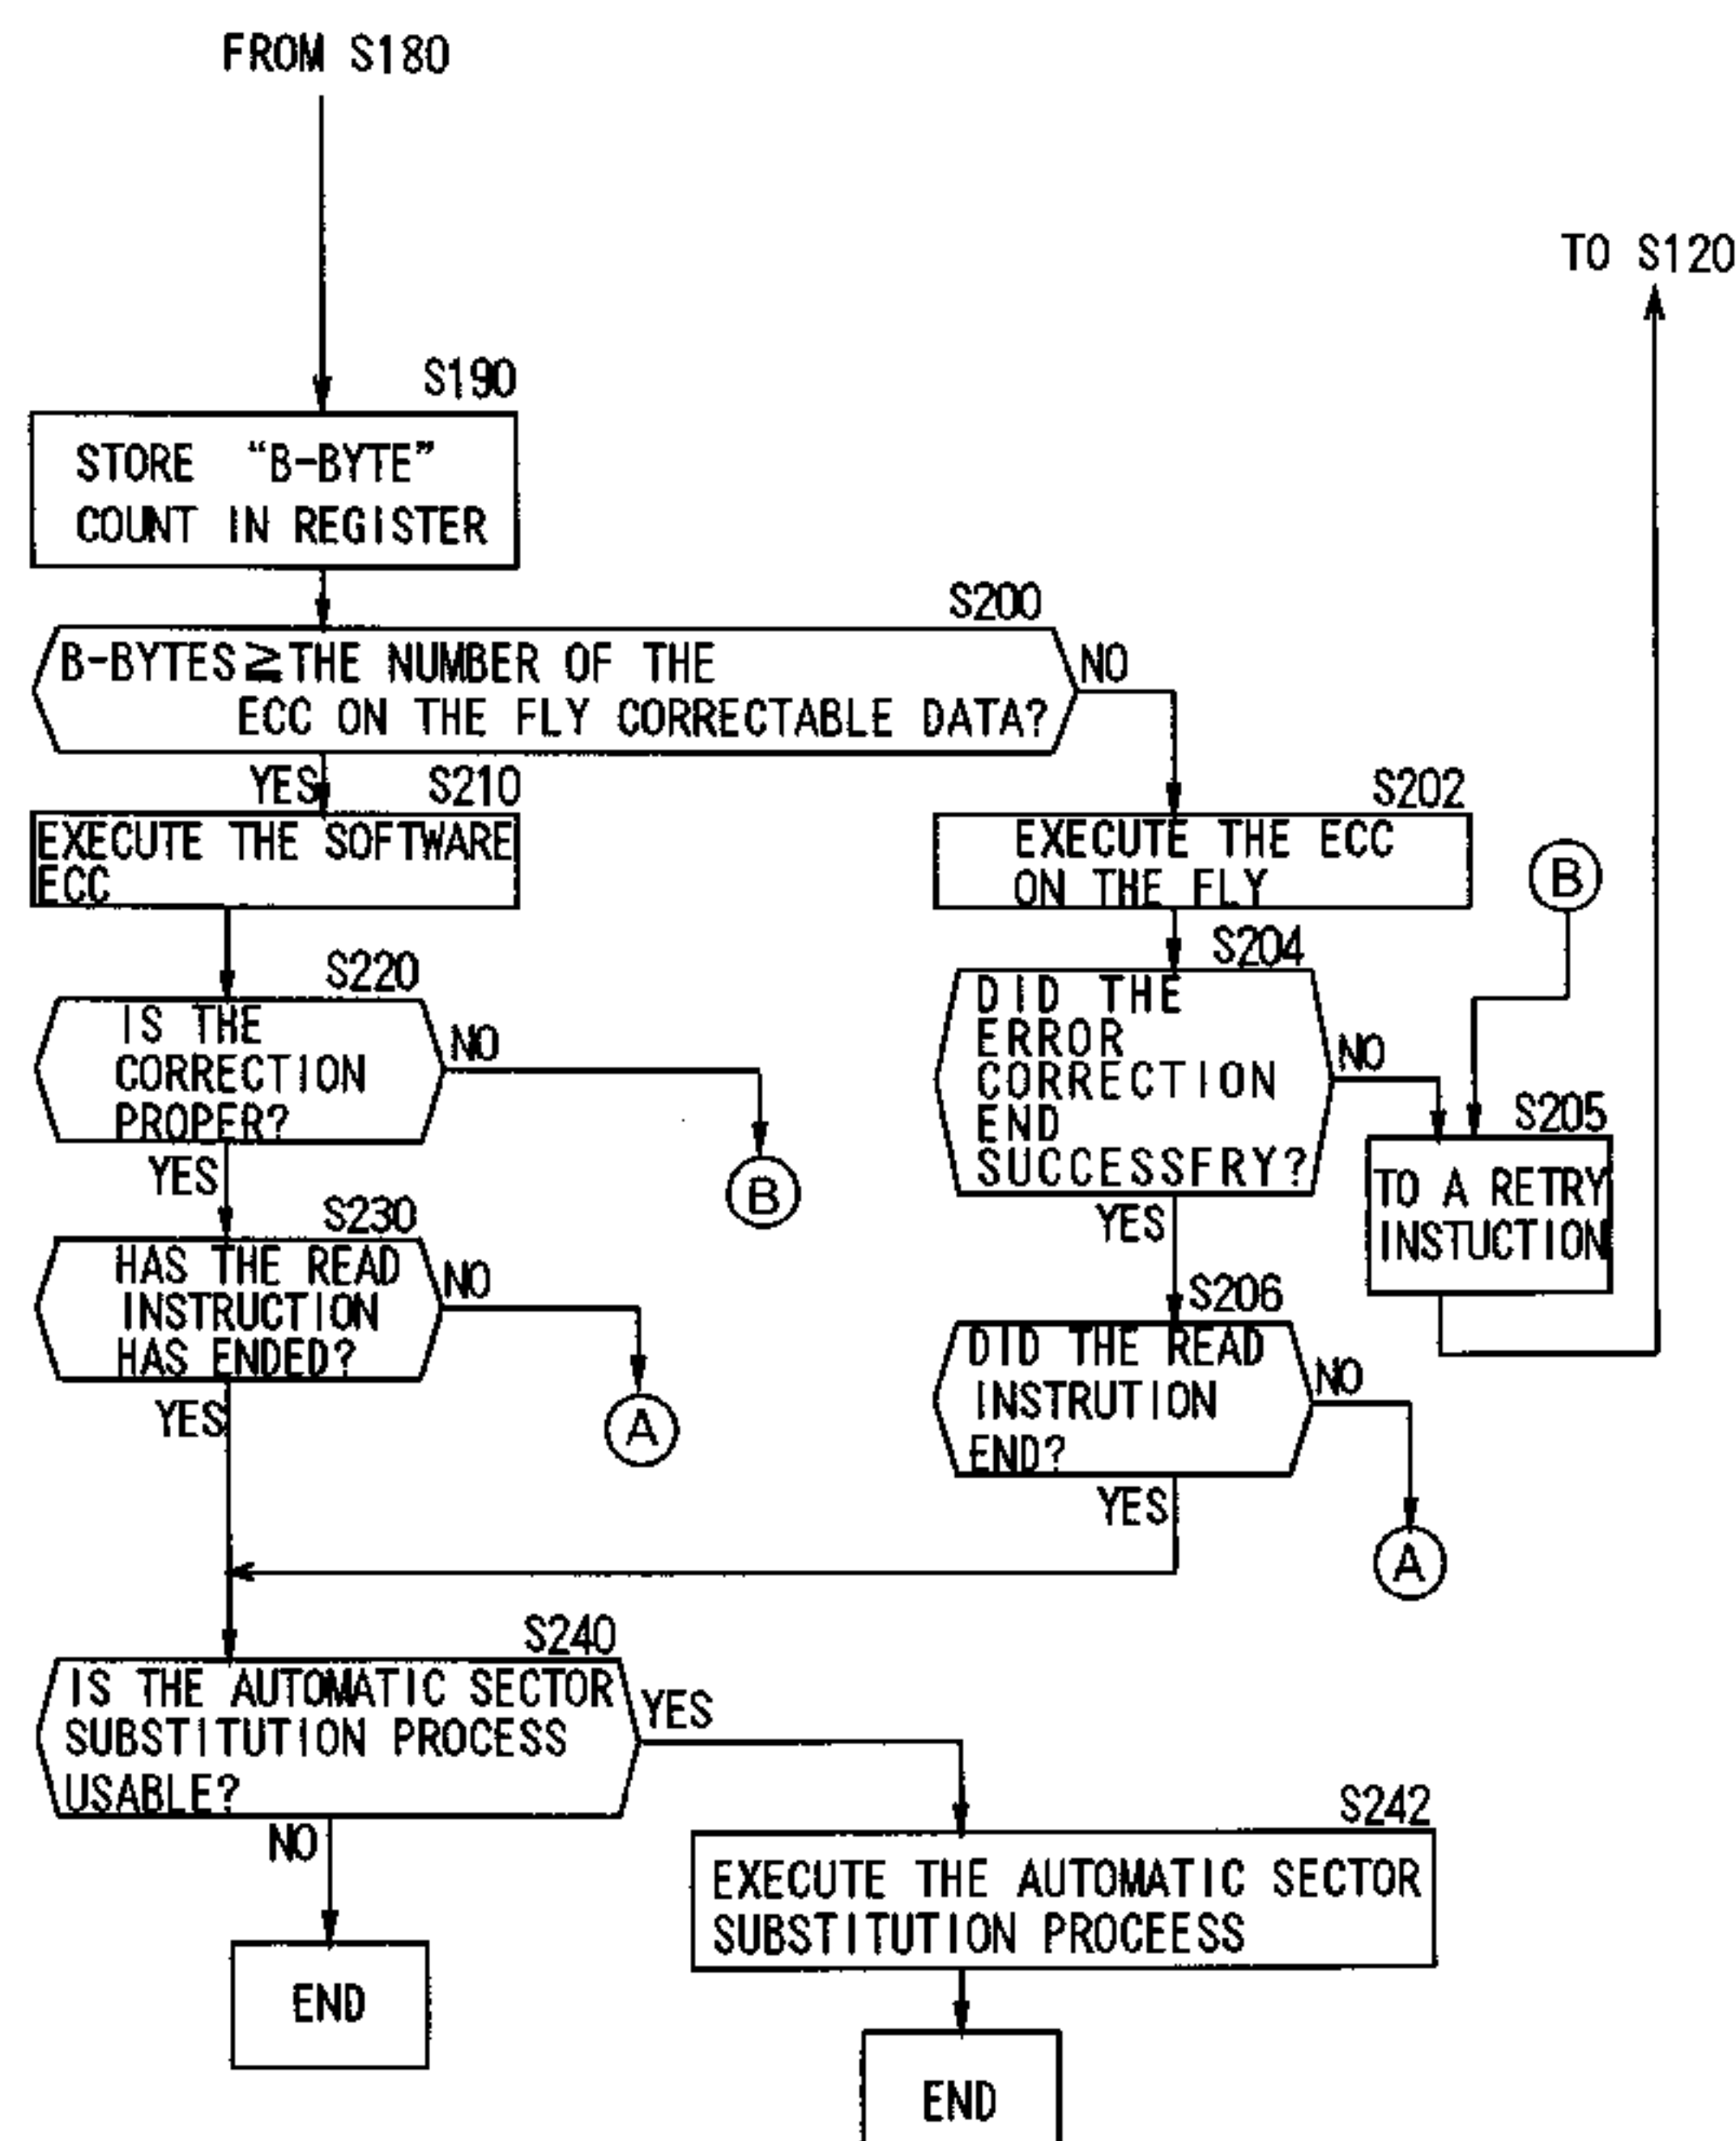 FROM S180
TO S120
S190
STORE "B-BYTE"
COUNT IN REGISTER
S200
B-BYTES≧THE NUMBER OF THE
ECC ON THE FLY CORRECTABLE DATA?
NO
YES
S210
EXECUTE THE SOFTWARE
ECC
S202
EXECUTE THE ECC
ON THE FLY
B
S220
IS THE
CORRECTION
PROPER?
NO
YES
B
S204
DID THE
ERROR
CORRECTION
END
SUCCESSFRY?
NO
YES
S205
TO A RETRY
INSTUCTION
S230
HAS THE READ
INSTRUCTION
HAS ENDED?
NO
YES
A
S206
DID THE READ
INSTRUTION
END?
NO
YES
A
S240
IS THE AUTOMATIC SECTOR
SUBSTITUTION PROCESS
USABLE?
YES
NO
S242
EXECUTE THE AUTOMATIC SECTOR
SUBSTITUTION PROCEESS
END
END